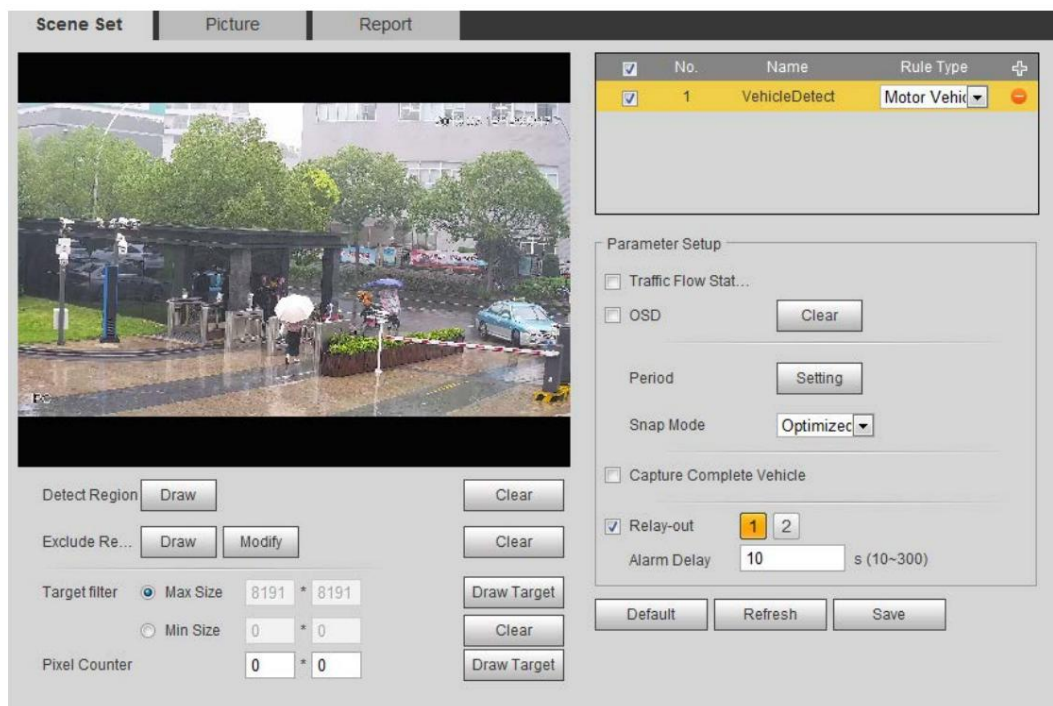 Scene Set Picture Report
No. Name Rule Type
1 VehicleDetect Motor Vehic
Parameter Setup
Traffic Flow Stat...
OSD Clear
Period Setting
Snap Mode Optimizec
Capture Complete Vehicle
Relay-out 1 2
Alarm Delay 10 s (10~300)
Default Refresh Save
Detect Region Draw Clear
Exclude Re... Draw Modify Clear
Target filter Max Size 8191 * 8191 Draw Target
Min Size 0 * 0 Clear
Pixel Counter 0 * 0 Draw Target